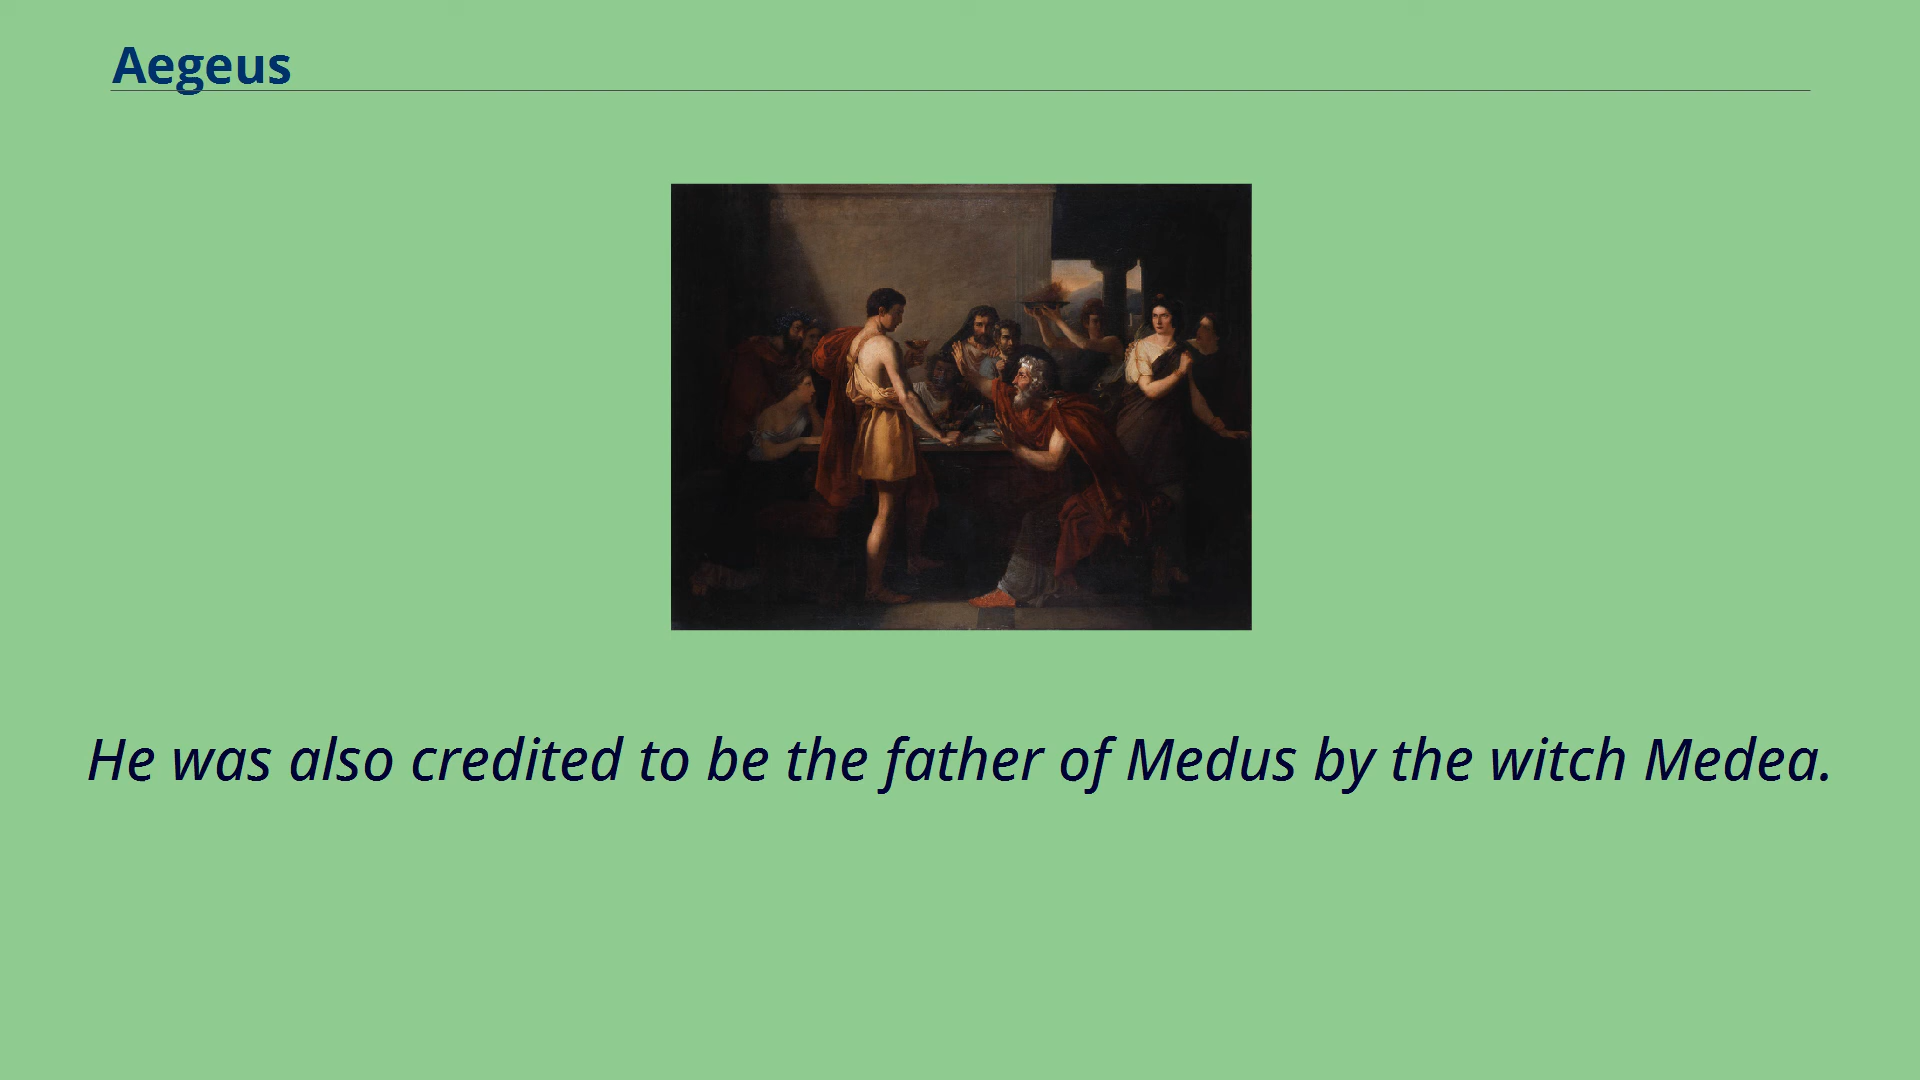 Aegeus
He was also credited to be the father of Medus by the witch Medea.